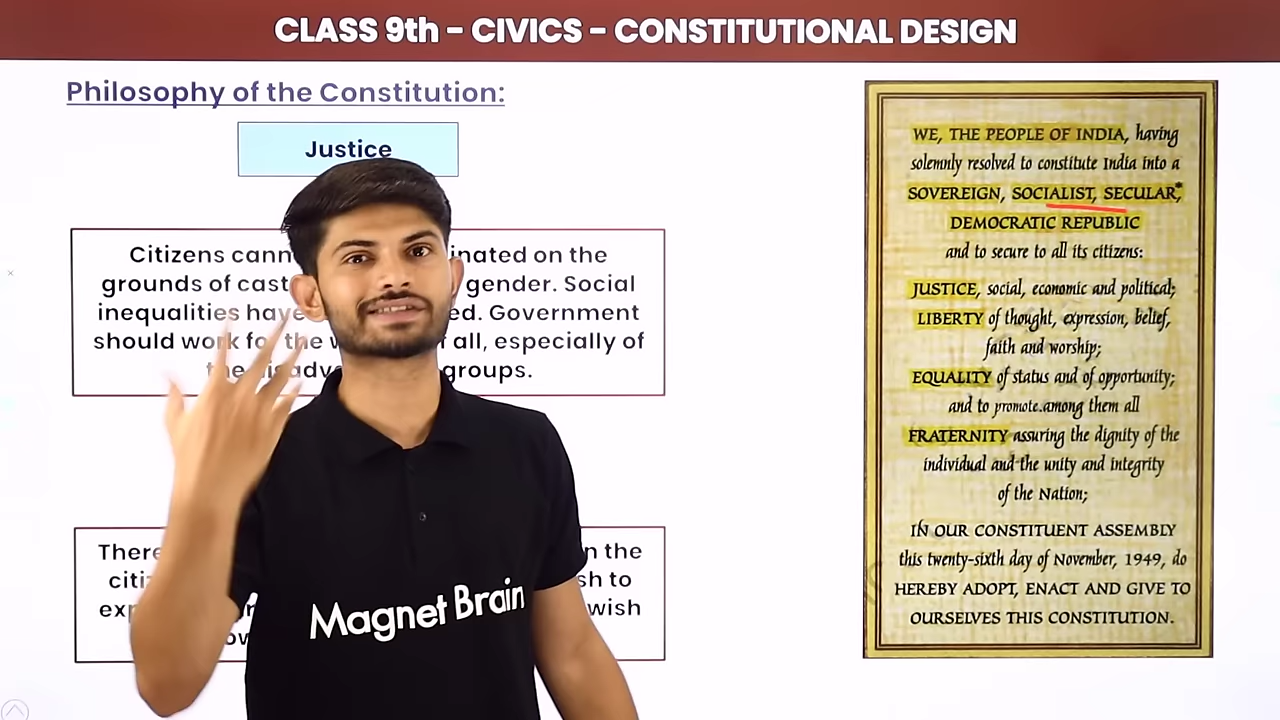 CLASS 9th – CIVICS – CONSTITUTIONAL DESIGN
Philosophy of the Constitution:
Justice
Citizens inated on the
grounds of gender. Social
inequalities have ed. Government
should work all, especially of
the groups.
There n the
sh to
wish
Magnet Brain
WE, THE PEOPLE OF INDIA, having
solemnly resolved to constitute India into a
SOVEREIGN, SOCIALIST, SECULAR,*
DEMOCRATIC REPUBLIC
and to secure to all its citizens:
JUSTICE, social, economic and political;
LIBERTY of thought, expression, belief,
faith and worship;
EQUALITY of status and of opportunity;
and to promote among them all
FRATERNITY assuring the dignity of the
individual and the unity and integrity
of the Nation;
IN OUR CONSTITUENT ASSEMBLY
this twenty-sixth day of November, 1949, do
HEREBY ADOPT, ENACT AND GIVE TO
OURSELVES THIS CONSTITUTION.